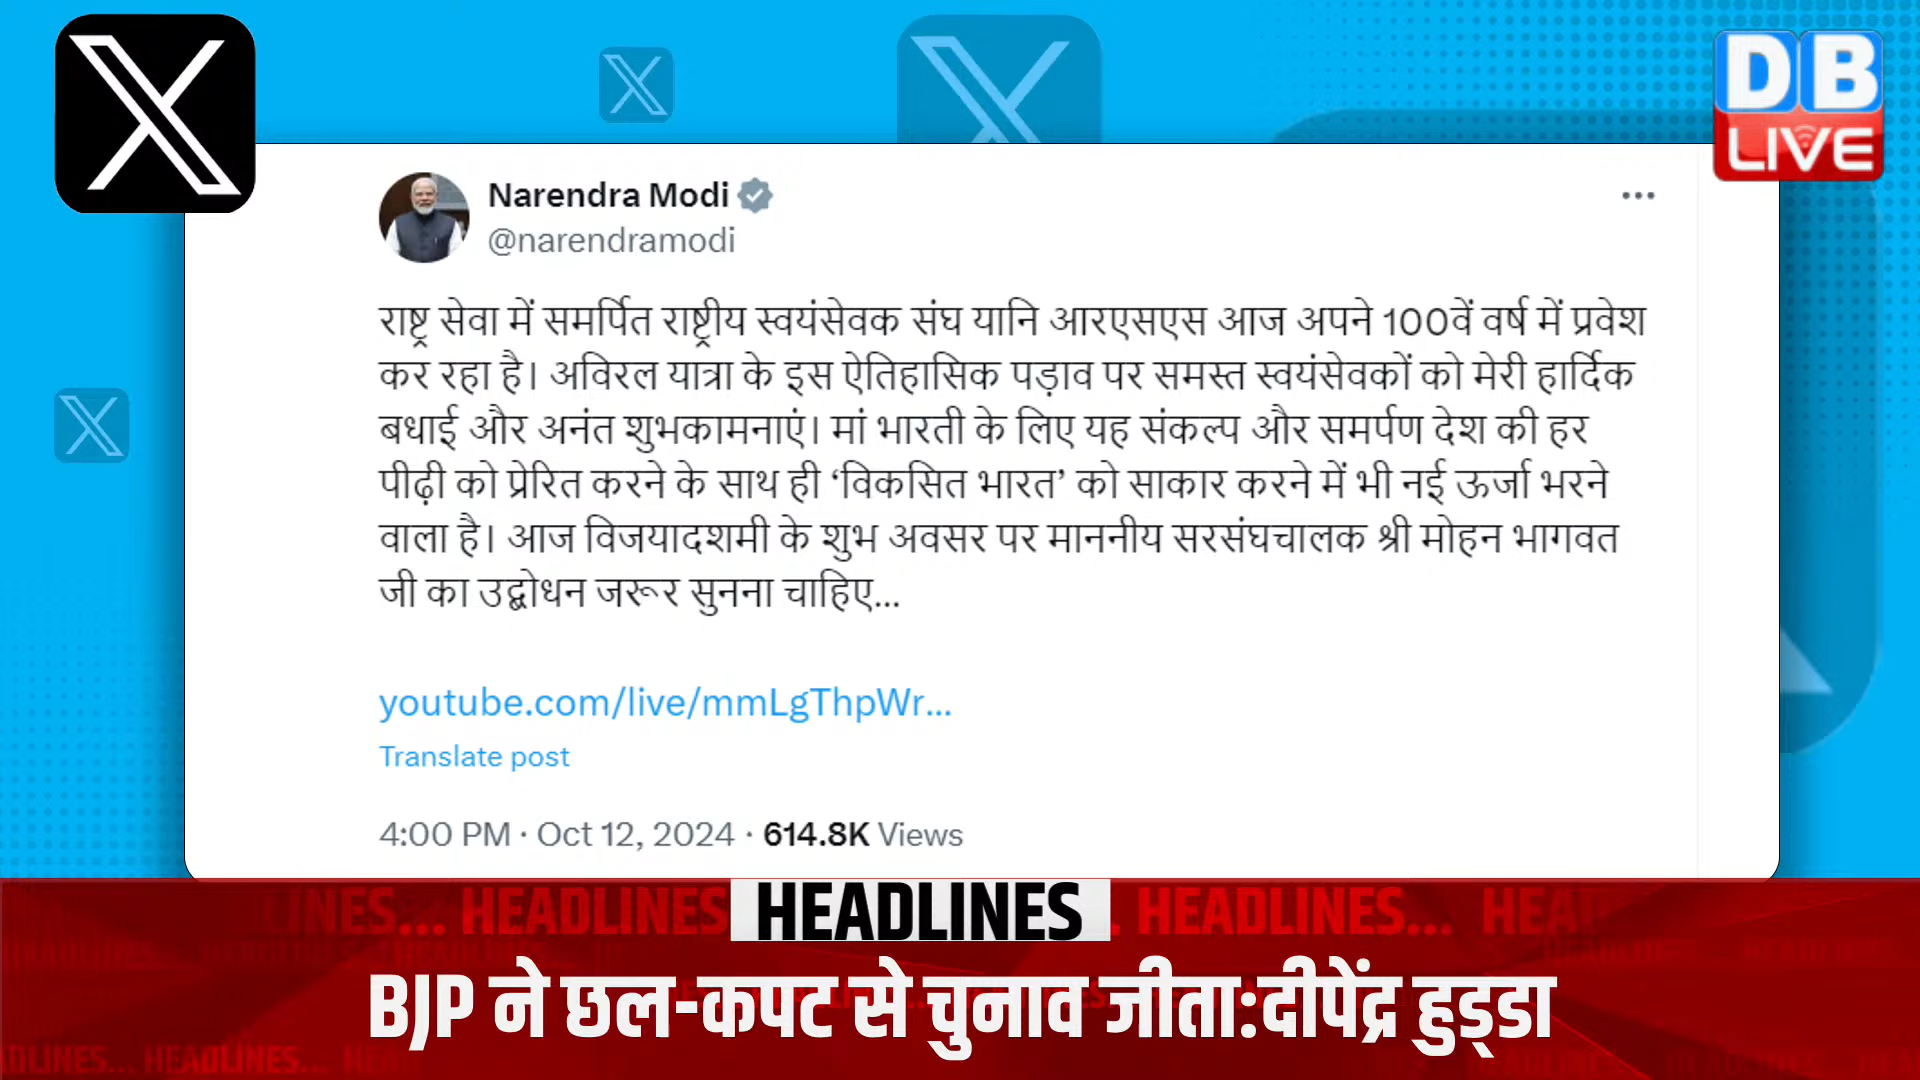 DB
LIVE
Narendra Modi
@narendramodi
राष्ट्र सेवा में समर्पित राष्ट्रीय स्वयंसेवक संघ यानि आरएसएस आज अपने 100वें वर्ष में प्रवेश
कर रहा है। अविरल यात्रा के इस ऐतिहासिक पड़ाव पर समस्त स्वयंसेवकों को मेरी हार्दिक
बधाई और अनंत शुभकामनाएं। मां भारती के लिए यह संकल्प और समर्पण देश की हर
पीढ़ी को प्रेरित करने के साथ ही ‘विकसित भारत’ को साकार करने में भी नई ऊर्जा भरने
वाला है। आज विजयादशमी के शुभ अवसर पर माननीय सरसंघचालक श्री मोहन भागवत
जी का उद्बोधन जरूर सुनना चाहिए...
youtube.com/live/mmLgThpWr...
Translate post
4:00 PM · Oct 12, 2024 · 614.8K Views
LINES... HEADLINES HEADLINES . HEADLINES... HEA
BJP ने छल-कपट से चुनाव जीता:दीपेंद्र हुड्डा
DLINES... HEADLINES... HEA